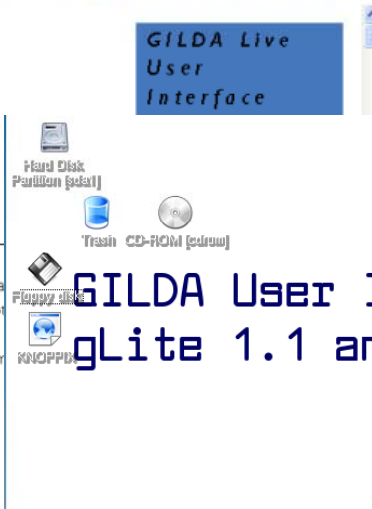 GILDA Live
User
Interface
Hard Disk
Partition [sda1]
Trash CD-ROM [cdrom]
Floppy disk
GILDA User I
KNOPPIX
gLite 1.1 an